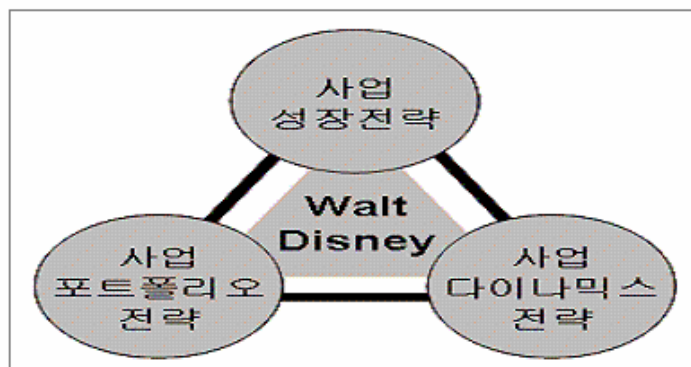 사업
성장전략
Walt
Disney
사업
포트폴리오
전략
사업
다이나믹스
전략